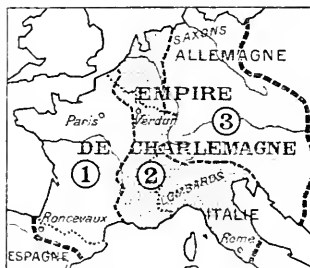 SAXONS
ALLEMAGNE
EMPIRE
Paris
Verdun
3
DE CHARLEMAGNE
1
2
LOMBARDS
Roncevaux
ITALIE
ESPAGNE
Rome